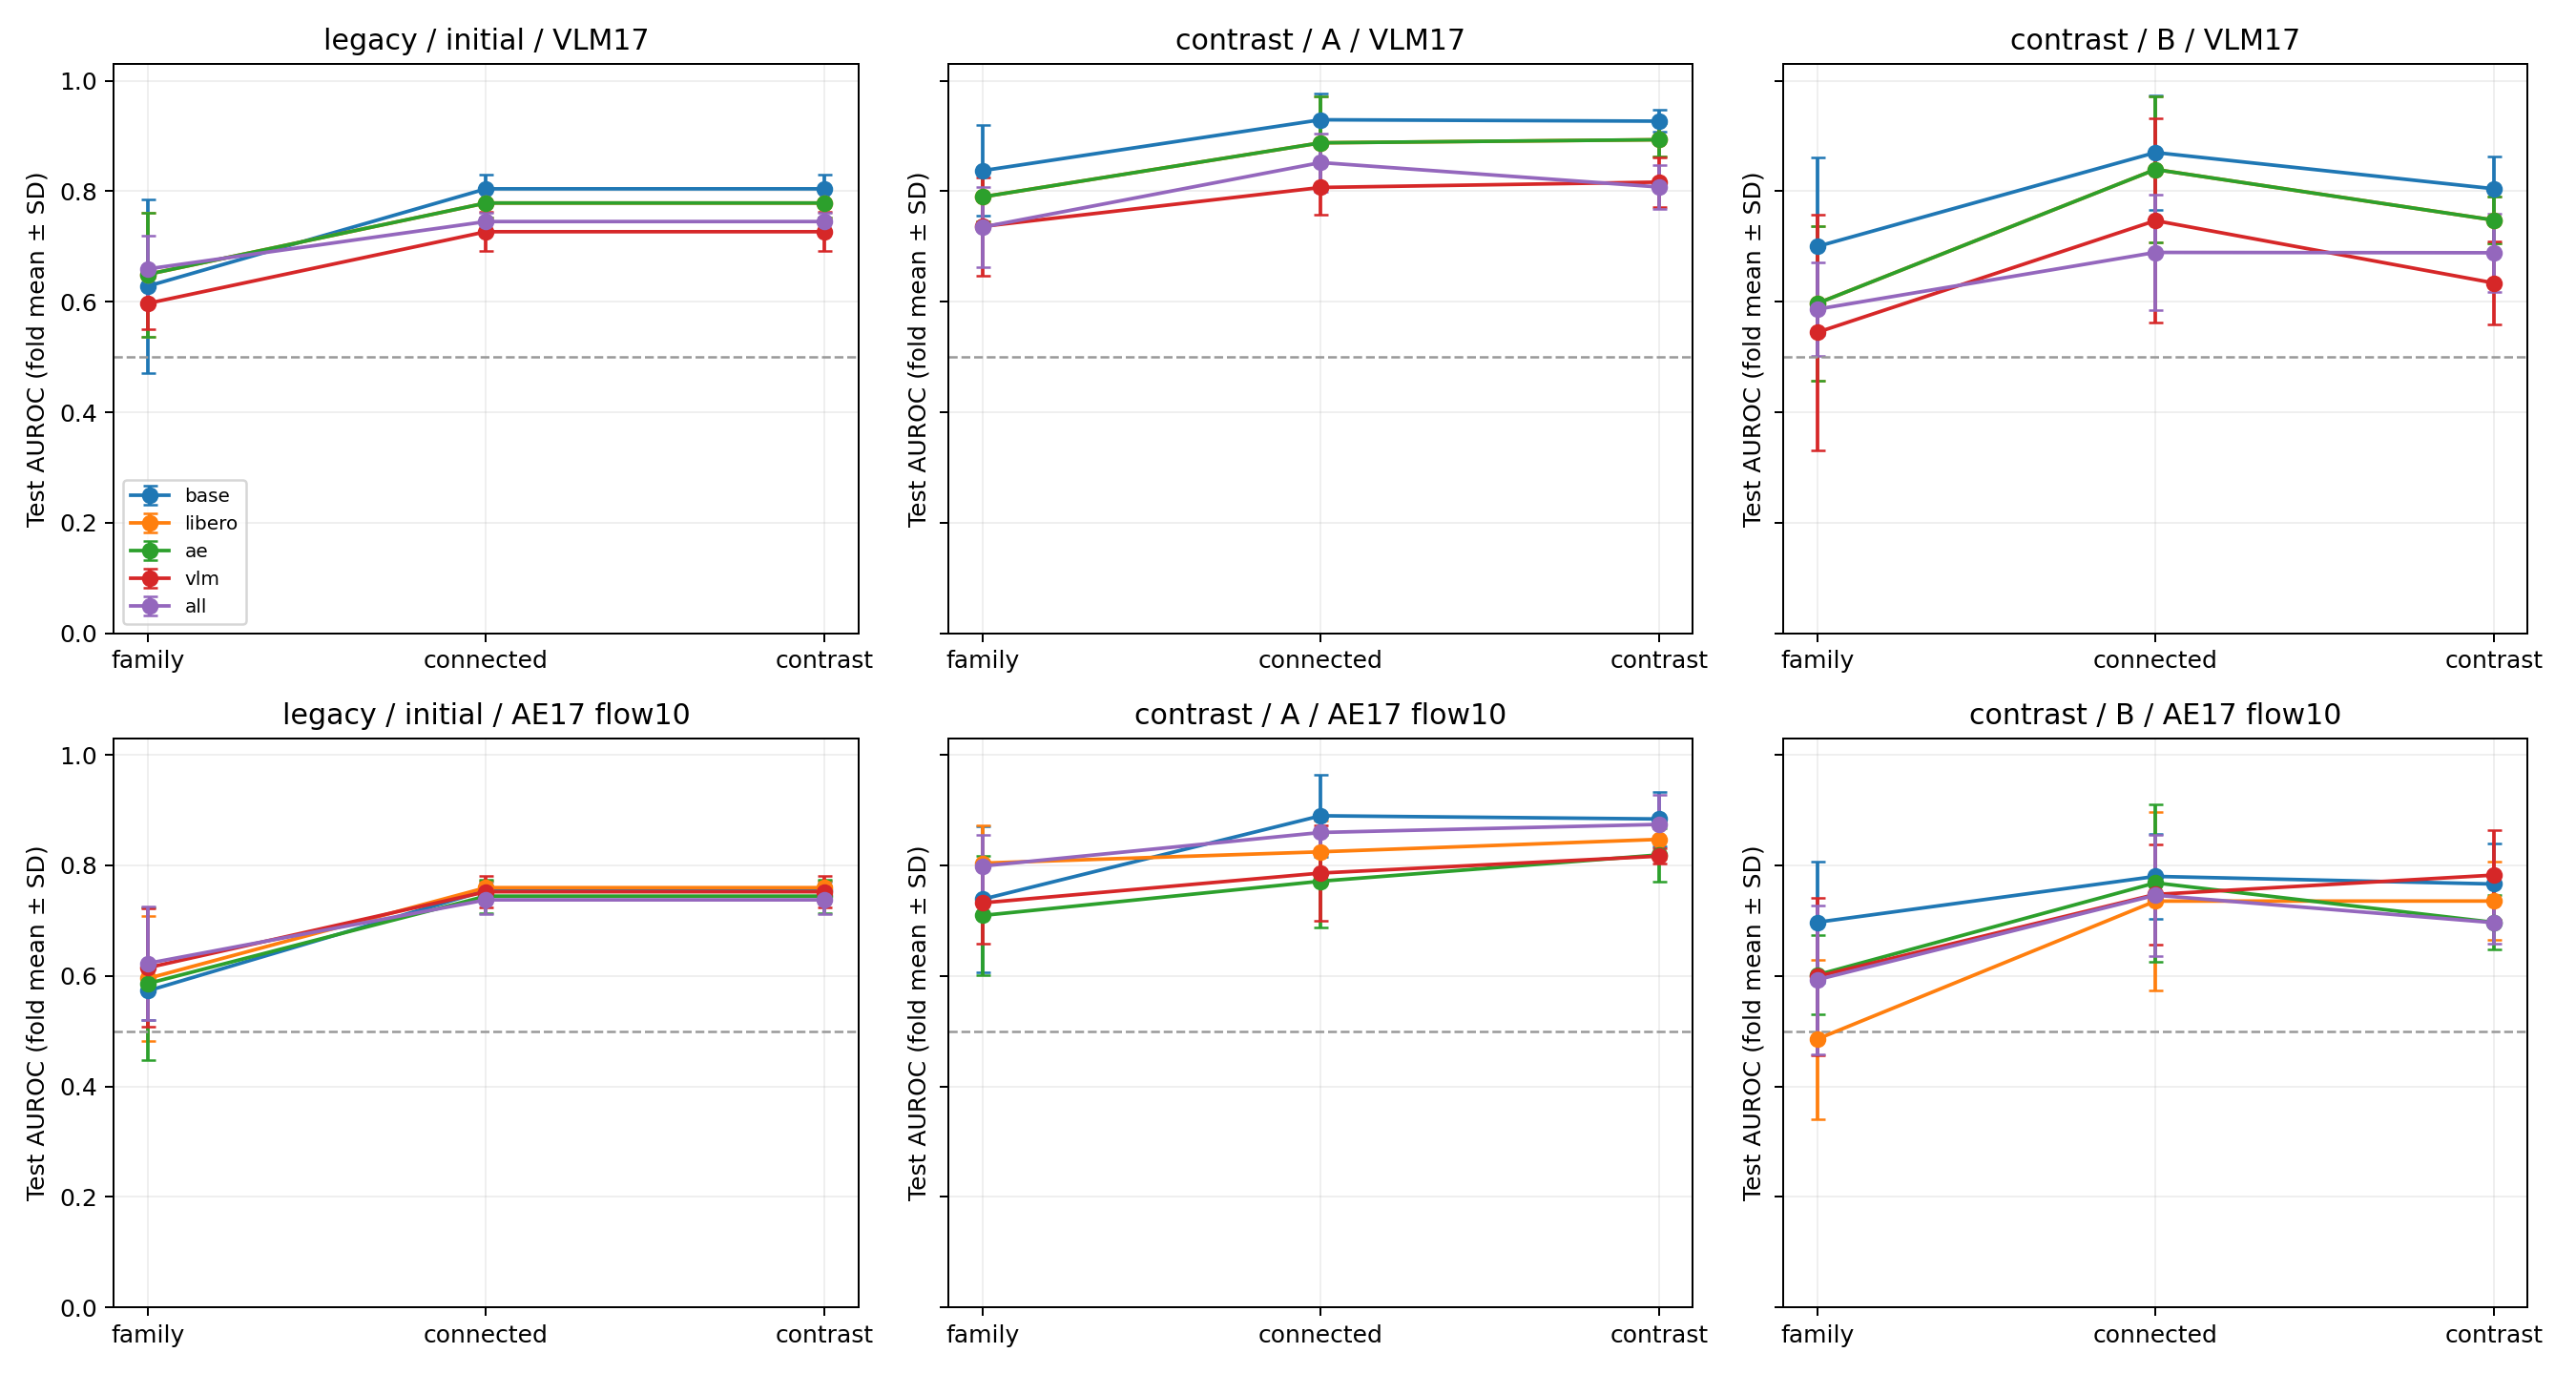 legacy / initial / VLM17
contrast / A / VLM17
contrast / B / VLM17
Test AUROC (fold mean ± SD)
1.0
0.8
0.6
0.4
0.2
0.0
base
libero
ae
vlm
all
family
connected
contrast
Test AUROC (fold mean ± SD)
family
connected
contrast
Test AUROC (fold mean ± SD)
family
connected
contrast
legacy / initial / AE17 flow10
contrast / A / AE17 flow10
contrast / B / AE17 flow10
Test AUROC (fold mean ± SD)
1.0
0.8
0.6
0.4
0.2
0.0
family
connected
contrast
Test AUROC (fold mean ± SD)
family
connected
contrast
Test AUROC (fold mean ± SD)
family
connected
contrast